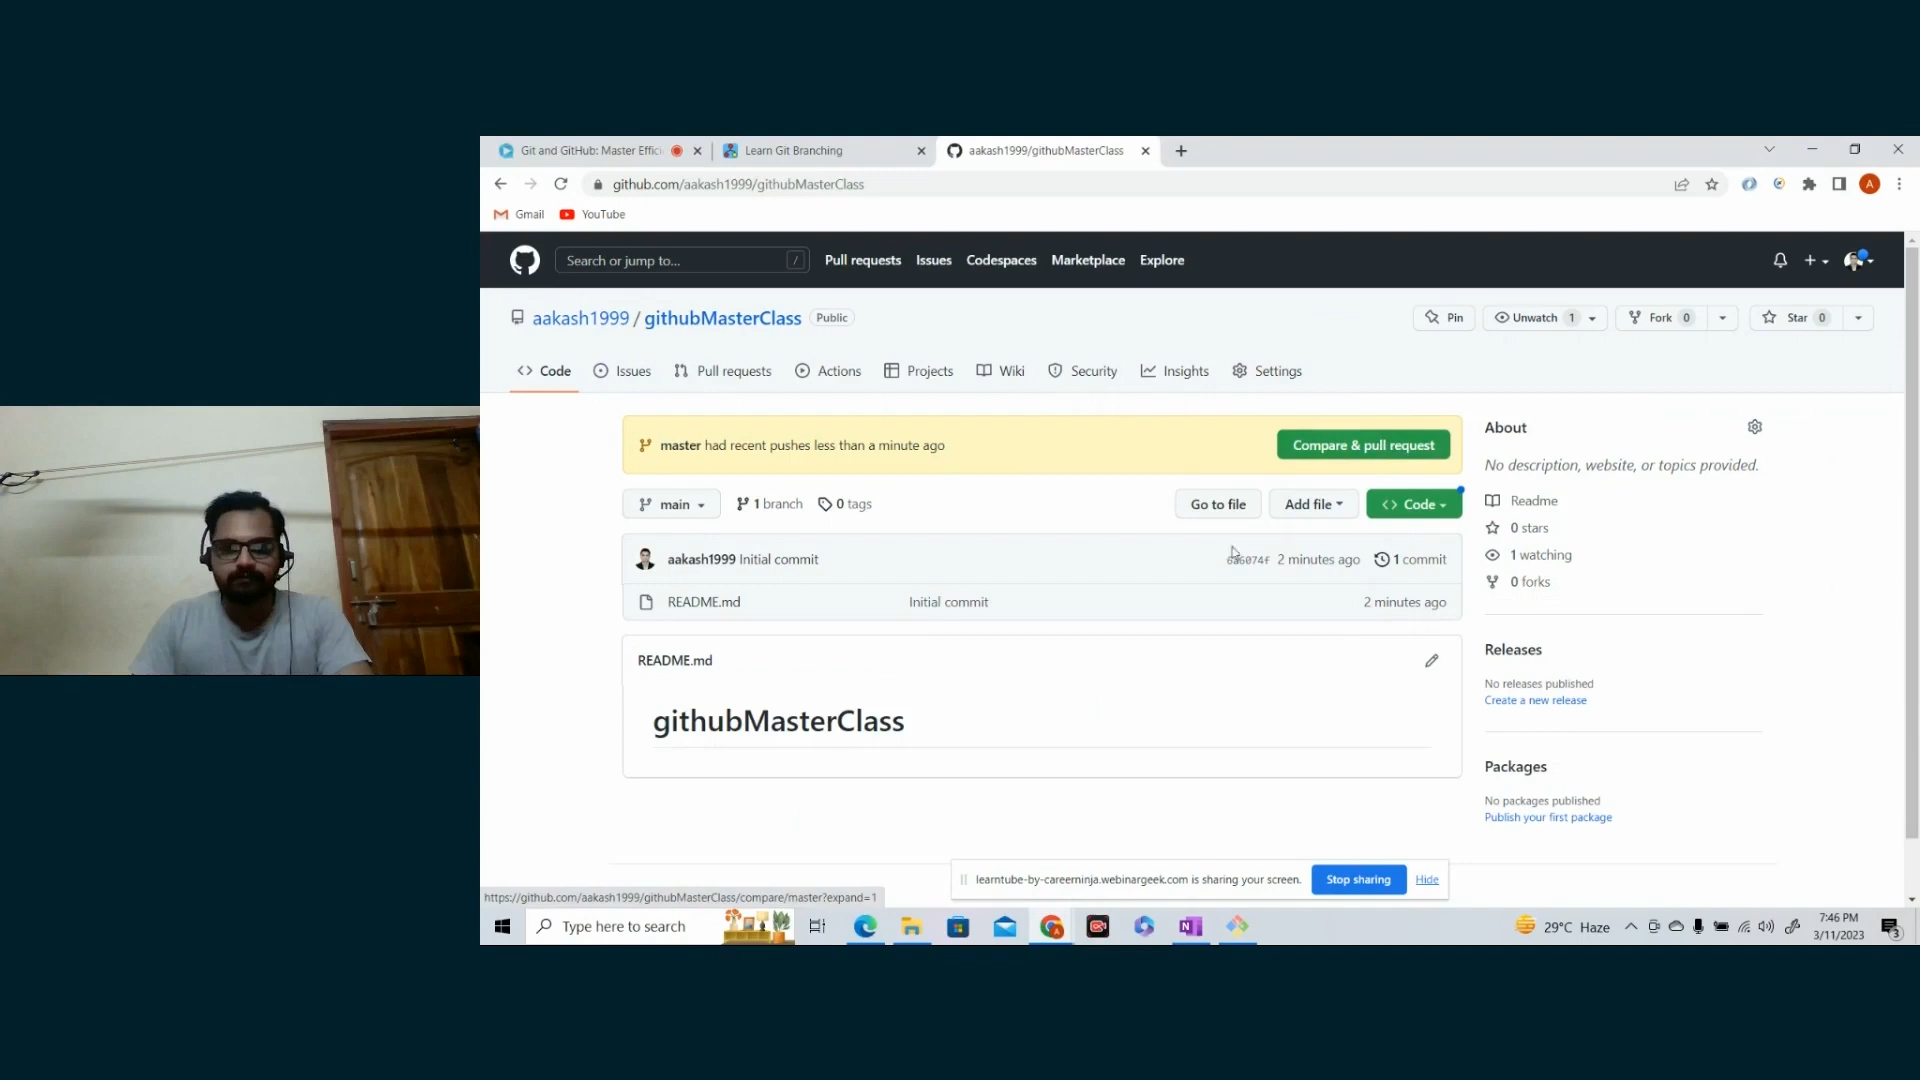 Git and GitHub: Master Effici
Learn Git Branching
aakash1999/githubMasterClass
github.com/aakash1999/githubMasterClass
A
Gmail
YouTube
Search or jump to...
/
Pull requests
Issues
Codespaces
Marketplace
Explore
aakash1999 / githubMasterClass
Public
Pin
Unwatch 1
Fork 0
Star 0
Code
Issues
Pull requests
Actions
Projects
Wiki
Security
Insights
Settings
master had recent pushes less than a minute ago
Compare & pull request
main
1 branch
0 tags
Go to file
Add file
Code
aakash1999 Initial commit
2 minutes ago
1 commit
README.md
Initial commit
2 minutes ago
README.md
githubMasterClass
About
No description, website, or topics provided.
Readme
0 stars
1 watching
0 forks
Releases
No releases published
Create a new release
Packages
No packages published
Publish your first package
learntube-by-careerninja.webinargeek.com is sharing your screen.
Stop sharing
Hide
https://github.com/aakash1999/githubMasterClass/compare/master?expand=1
Type here to search
29°C Haze
7:46 PM
3/11/2023
3